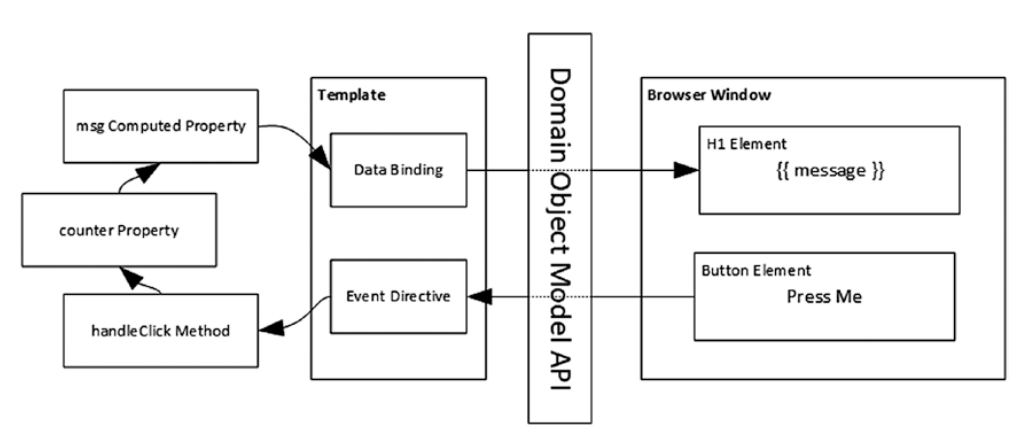 msg Computed Property
counter Property
handleClick Method
Template
Data Binding
Event Directive
Domain Object Model API
Browser Window
H1 Element
{{ message }}
Button Element
Press Me